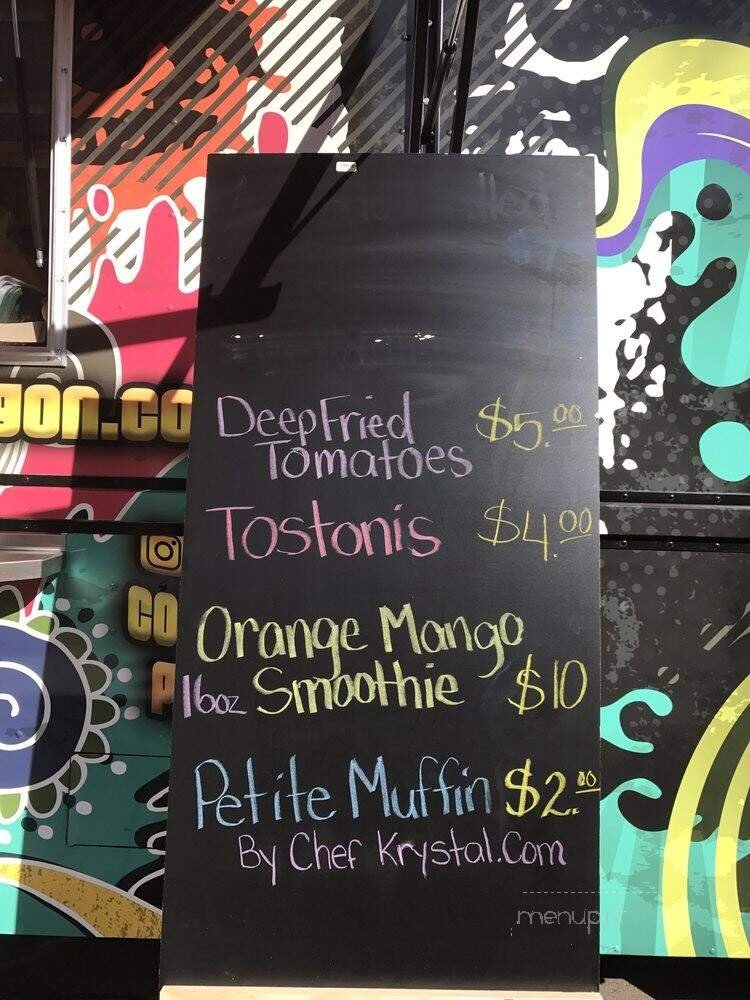 Deep Fried $5.00
Tomatoes
Tostonis $4.00
Orange Mango
16oz Smoothie $10
Petite Muffin $2.00
By Chef Krystal.Com
gon.co
CO
P
menupix